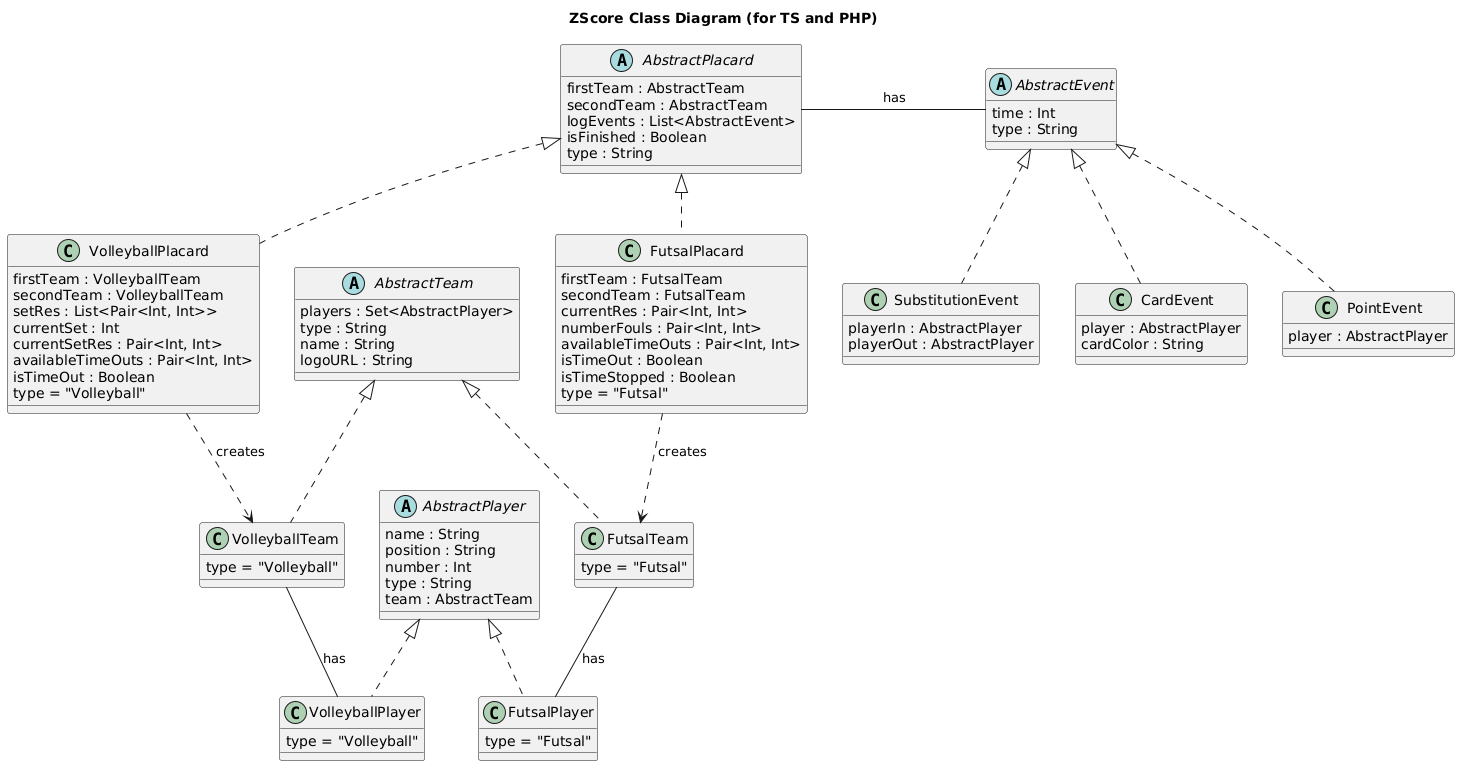 ZScore Class Diagram (for TS and PHP)
A AbstractPlacard
firstTeam : AbstractTeam
secondTeam : AbstractTeam
logEvents : List<AbstractEvent>
isFinished : Boolean
type : String
has
A AbstractEvent
time : Int
type : String
C VolleyballPlacard
firstTeam : VolleyballTeam
secondTeam : VolleyballTeam
setRes : List<Pair<Int, Int>>
currentSet : Int
currentSetRes : Pair<Int, Int>
availableTimeOuts : Pair<Int, Int>
isTimeOut : Boolean
type = "Volleyball"
A AbstractTeam
players : Set<AbstractPlayer>
type : String
name : String
logoURL : String
C FutsalPlacard
firstTeam : FutsalTeam
secondTeam : FutsalTeam
currentRes : Pair<Int, Int>
numberFouls : Pair<Int, Int>
availableTimeOuts : Pair<Int, Int>
isTimeOut : Boolean
isTimeStopped : Boolean
type = "Futsal"
C SubstitutionEvent
playerIn : AbstractPlayer
playerOut : AbstractPlayer
C CardEvent
player : AbstractPlayer
cardColor : String
C PointEvent
player : AbstractPlayer
creates
creates
C VolleyballTeam
type = "Volleyball"
A AbstractPlayer
name : String
position : String
number : Int
type : String
team : AbstractTeam
C FutsalTeam
type = "Futsal"
has
has
C VolleyballPlayer
type = "Volleyball"
C FutsalPlayer
type = "Futsal"